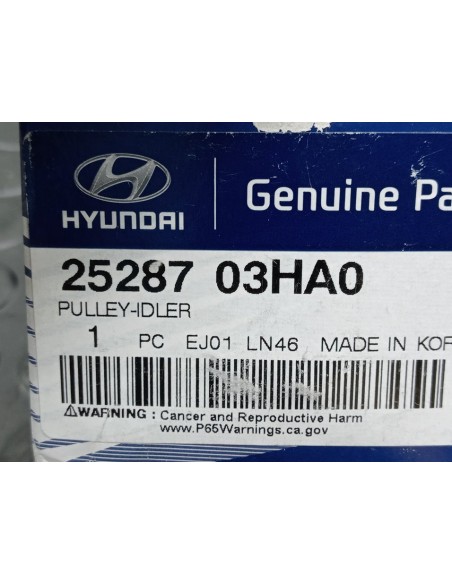 HYUNDAI
Genuine Pa
25287 03HA0
PULLEY-IDLER
1 PC EJ01 LN46 MADE IN KOR
⚠WARNING : Cancer and Reproductive Harm
www.P65Warnings.ca.gov